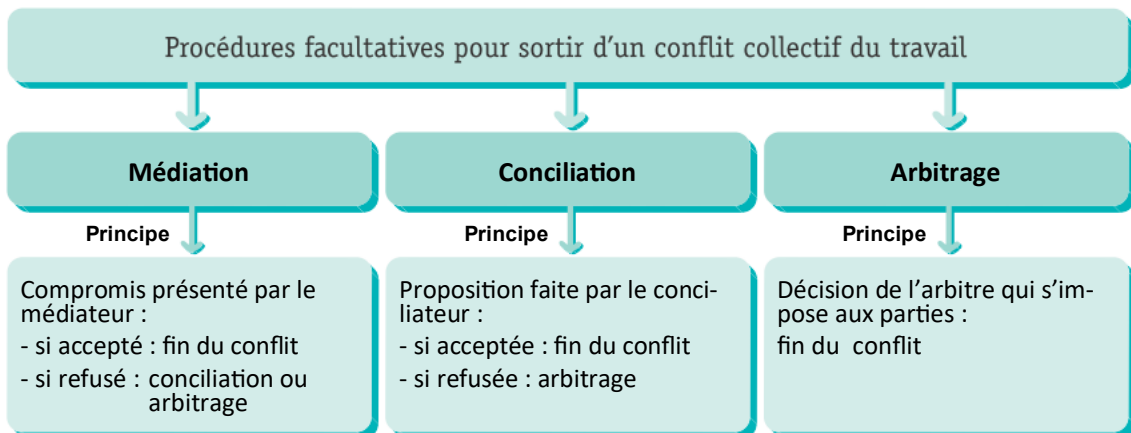 Procédures facultatives pour sortir d'un conflit collectif du travail
Médiation
Conciliation
Arbitrage
Principe
Principe
Principe
Compromis présenté par le
médiateur :
- si accepté : fin du conflit
- si refusé : conciliation ou
arbitrage
Proposition faite par le conci-
liateur :
- si acceptée : fin du conflit
- si refusée : arbitrage
Décision de l'arbitre qui s'im-
pose aux parties :
fin du conflit